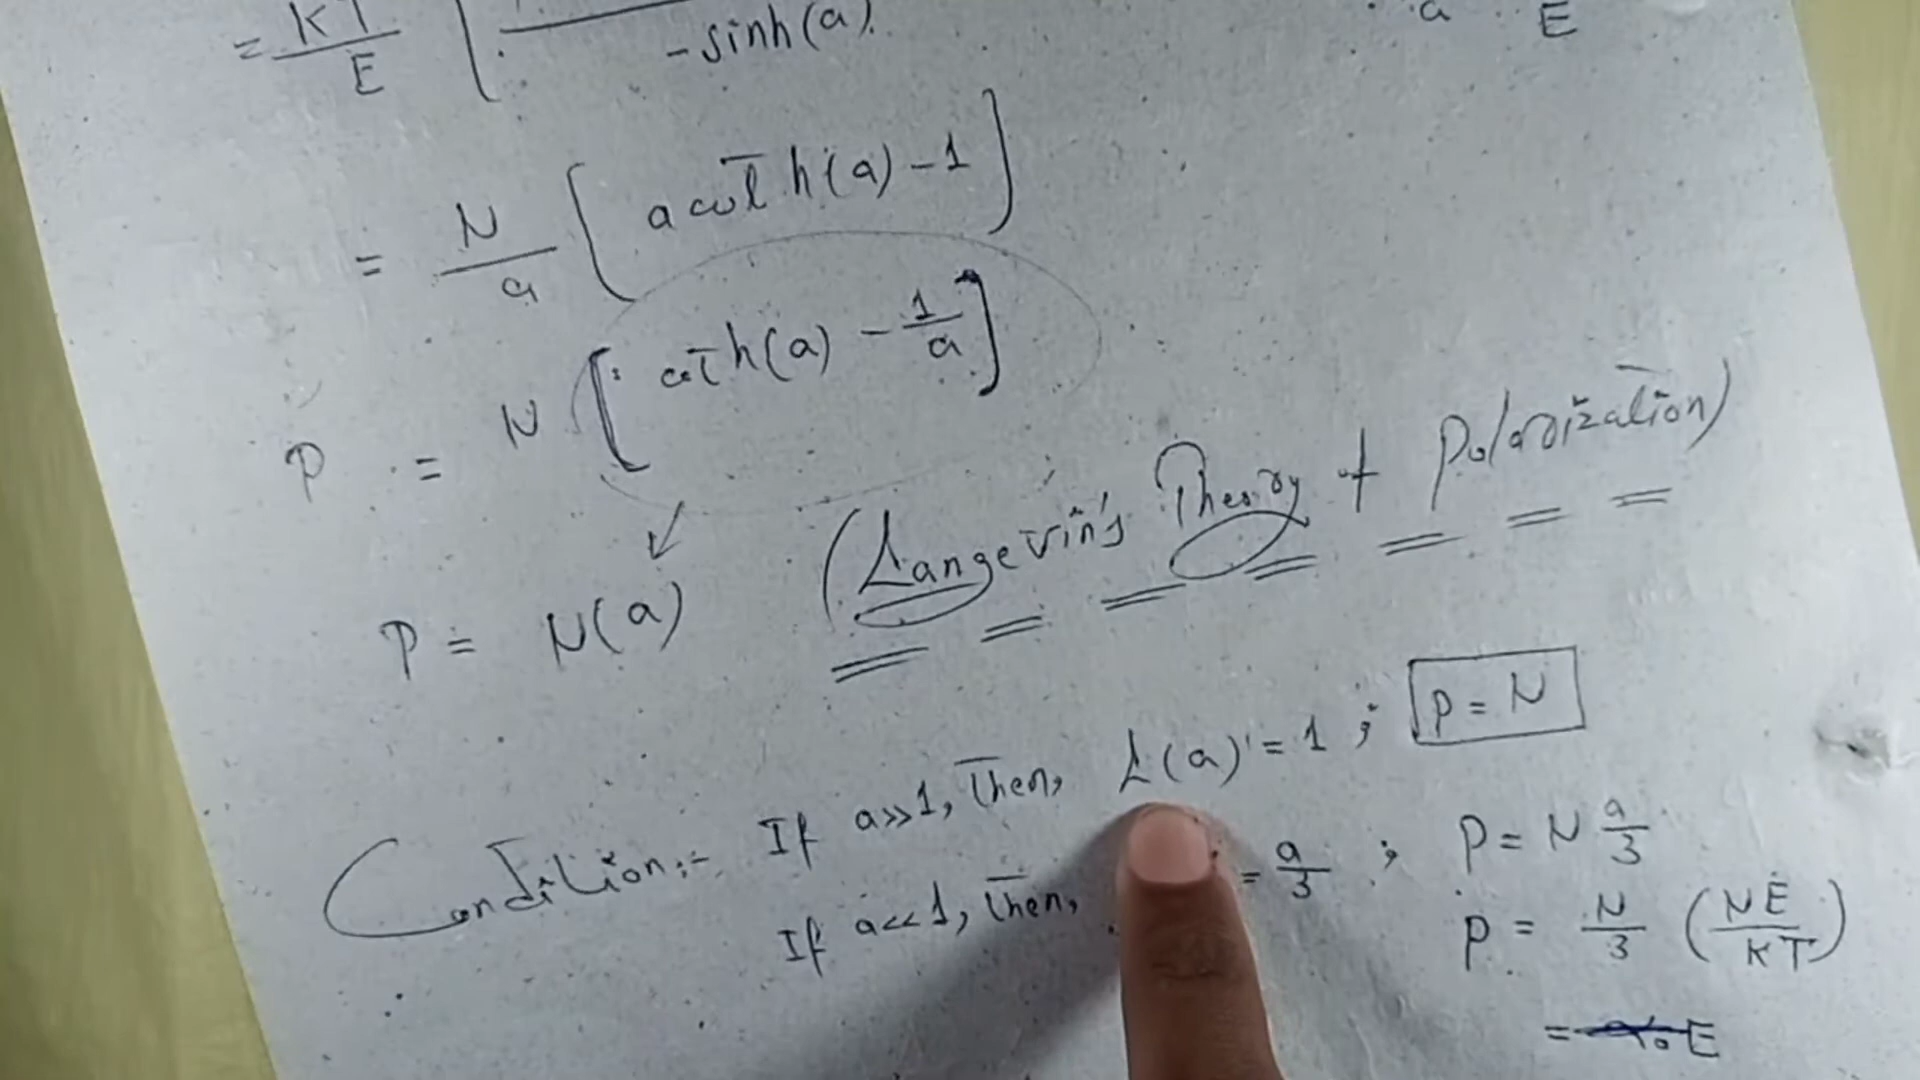 = KT/E [ -sinh(a) a E
= N/a [ a coth(a) - 1 ]
P = N [ coth(a) - 1/a ]
(Langevin's Theory of Polarization)
P = N(a)
Condition:- If a>>1, Then, L(a) = 1 ; P = N
If a<<1, Then, = a/3 ; P = N a/3
P = N/3 (NE/KT)
= E